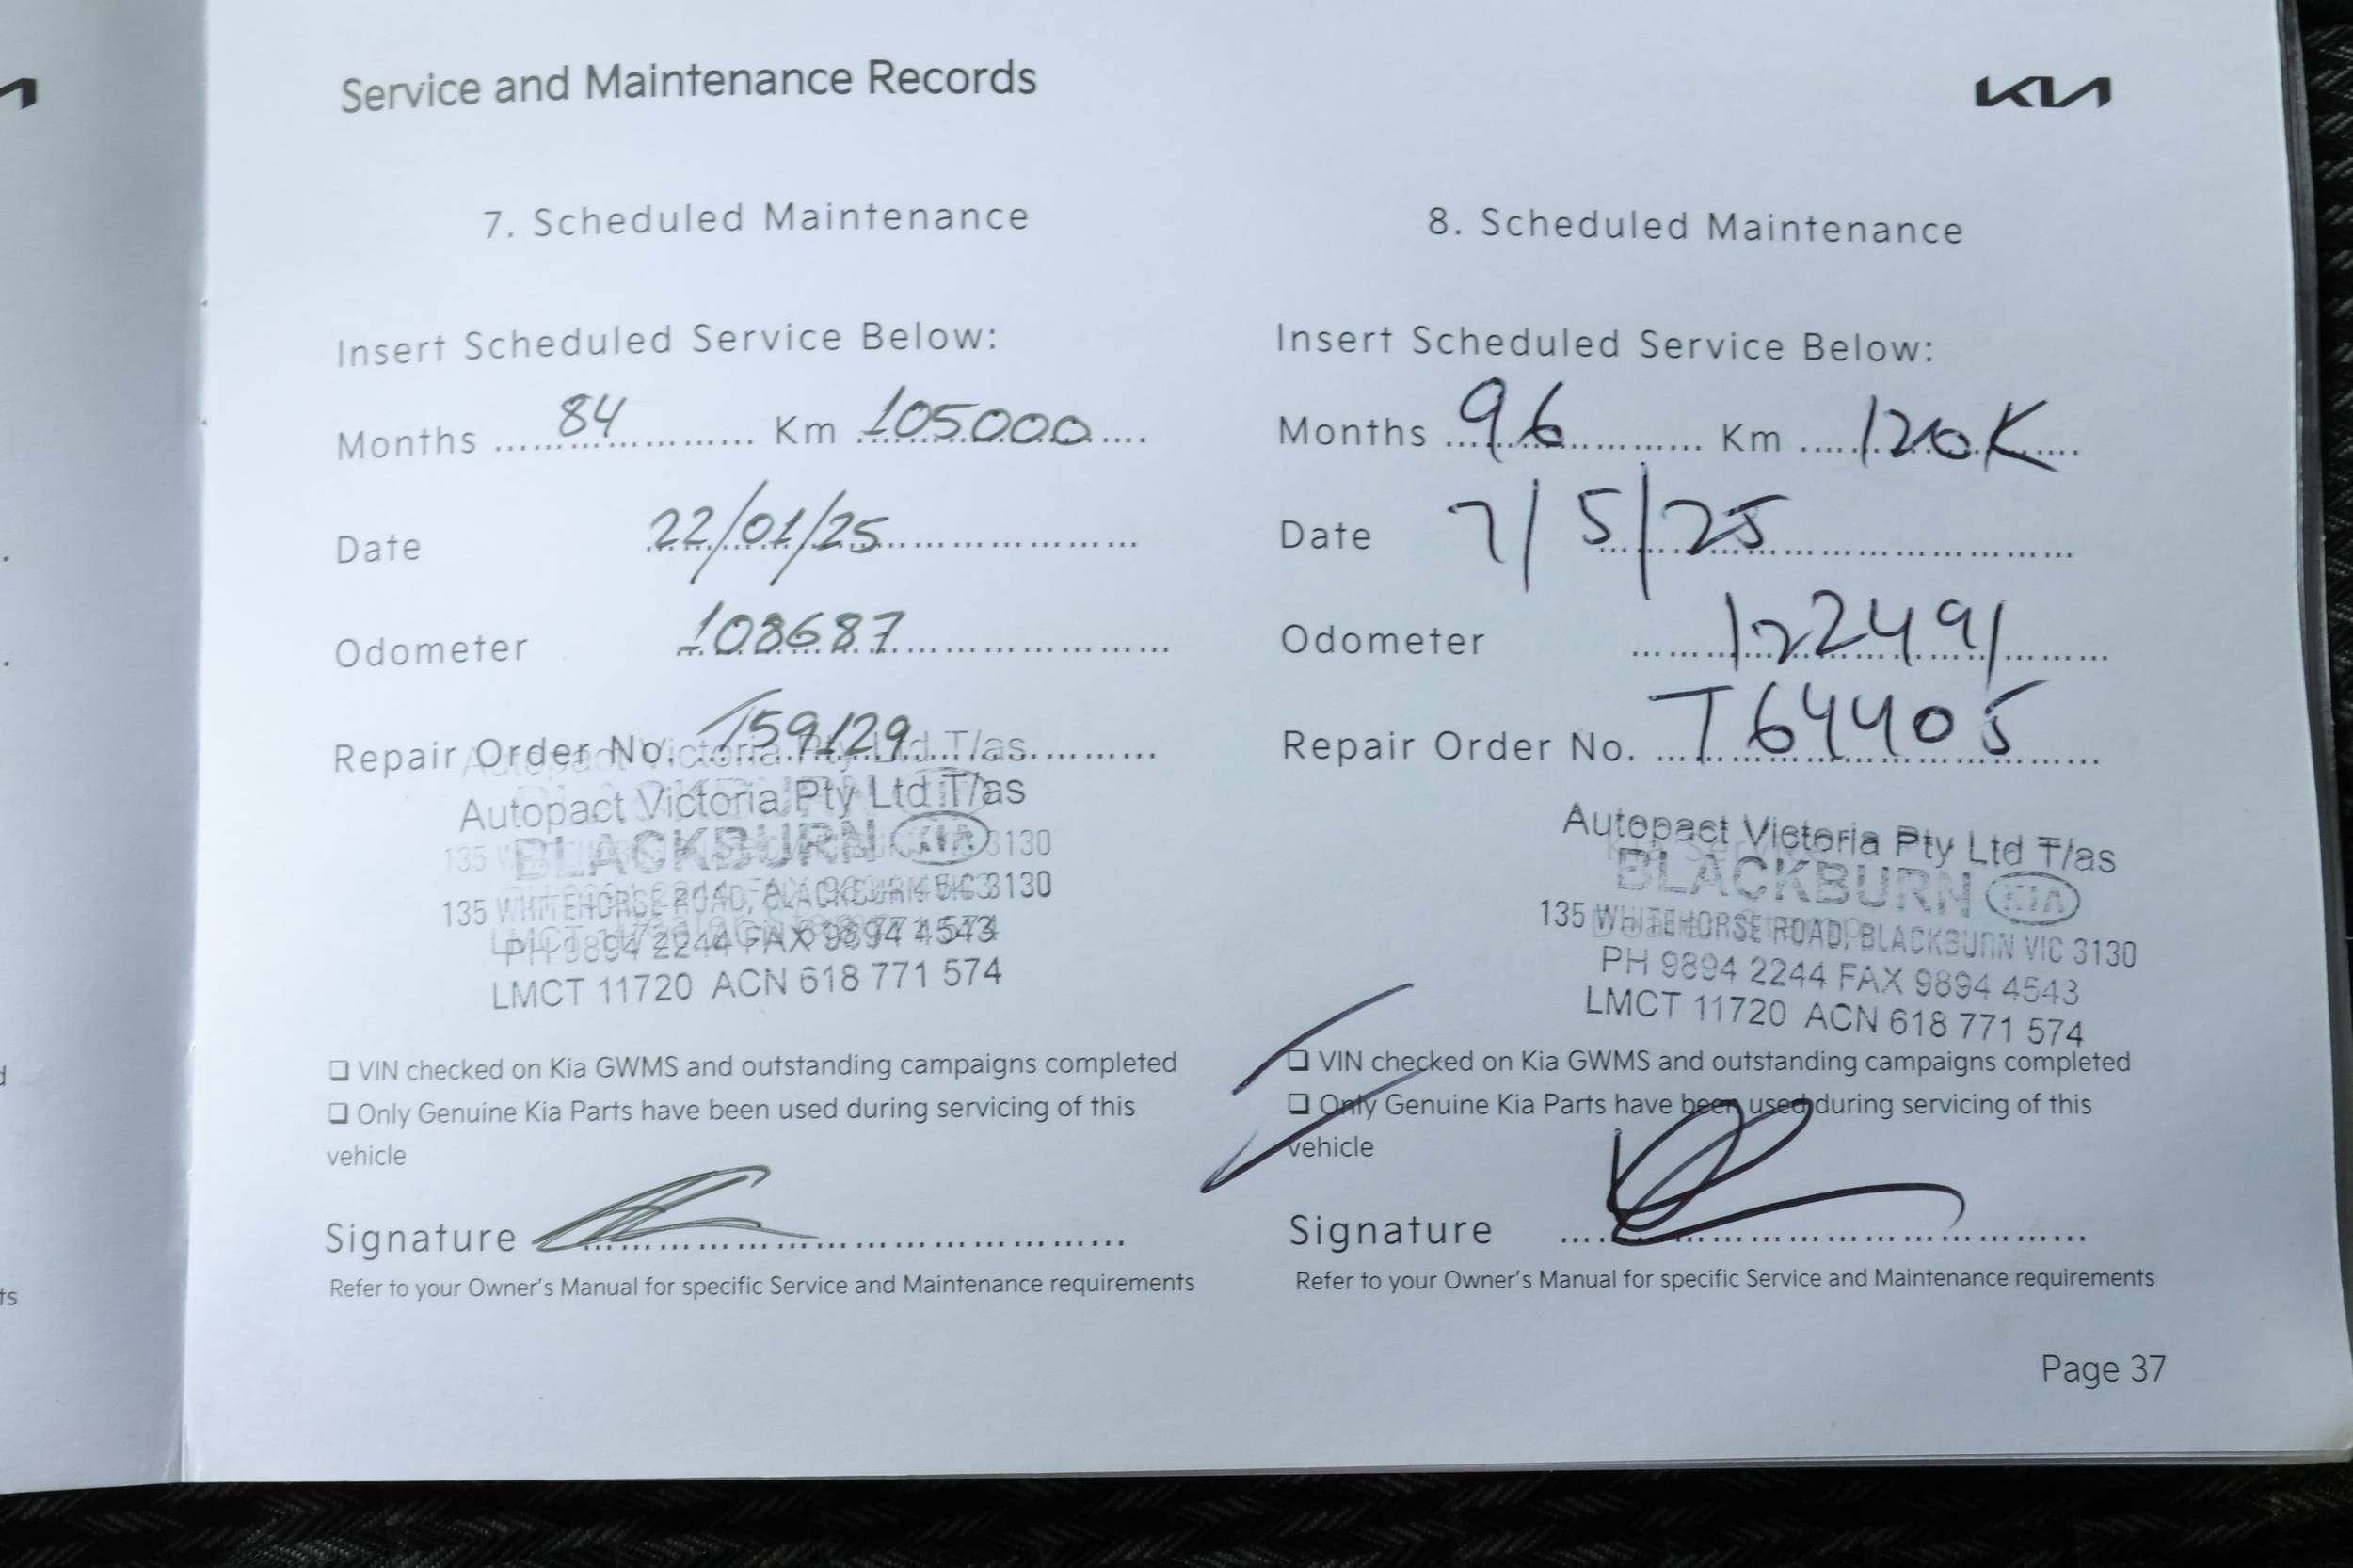 Service and Maintenance Records
KIA
7. Scheduled Maintenance
Insert Scheduled Service Below:
Months 84 Km 105000
Date 22/01/25
Odometer 108687
Repair Order No. T59129
Autopact Victoria Pty Ltd T/as
BLACKBURN KIA
135 WHITEHORSE ROAD, BLACKBURN VIC 3130
PH 9894 2244 FAX 9894 4543
LMCT 11720 ACN 618 771 574
❑ VIN checked on Kia GWMS and outstanding campaigns completed
❑ Only Genuine Kia Parts have been used during servicing of this
vehicle
Signature
Refer to your Owner's Manual for specific Service and Maintenance requirements
8. Scheduled Maintenance
Insert Scheduled Service Below:
Months 96 Km 120K
Date 7/5/25
Odometer 122491
Repair Order No. T64405
Autopact Victoria Pty Ltd T/as
BLACKBURN KIA
135 WHITEHORSE ROAD, BLACKBURN VIC 3130
PH 9894 2244 FAX 9894 4543
LMCT 11720 ACN 618 771 574
❑ VIN checked on Kia GWMS and outstanding campaigns completed
❑ Only Genuine Kia Parts have been used during servicing of this
vehicle
Signature
Refer to your Owner's Manual for specific Service and Maintenance requirements
Page 37